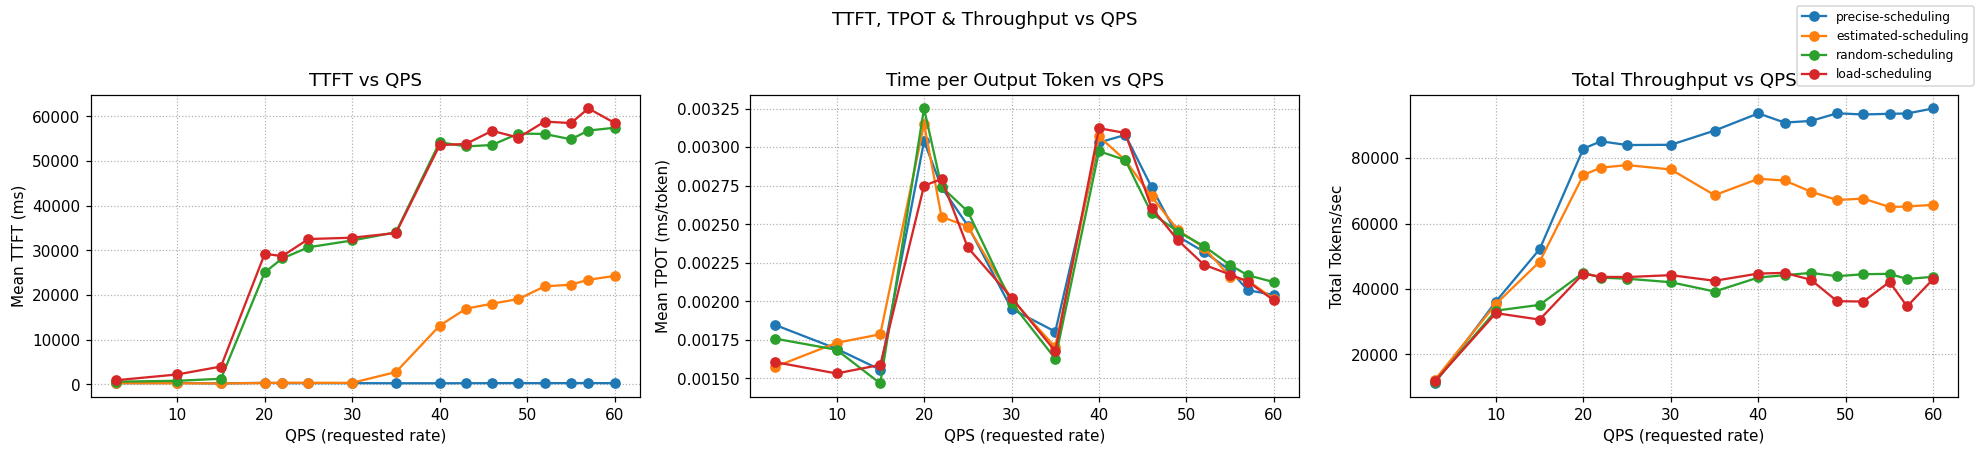 TTFT, TPOT & Throughput vs QPS
precise-scheduling
estimated-scheduling
random-scheduling
load-scheduling
TTFT vs QPS
Mean TTFT (ms)
60000
50000
40000
30000
20000
10000
0
10 20 30 40 50 60
QPS (requested rate)
Time per Output Token vs QPS
Mean TPOT (ms/token)
0.00325
0.00300
0.00275
0.00250
0.00225
0.00200
0.00175
0.00150
10 20 30 40 50 60
QPS (requested rate)
Total Throughput vs QPS
Total Tokens/sec
80000
60000
40000
20000
10 20 30 40 50 60
QPS (requested rate)